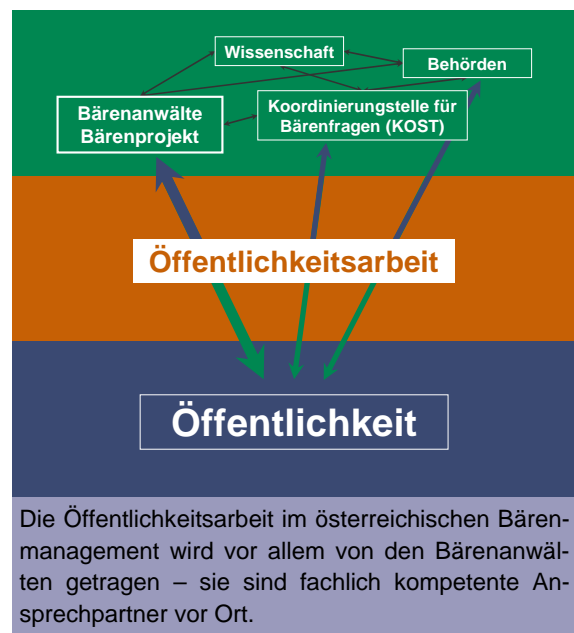 Wissenschaft
Behörden
Bärenanwälte
Bärenprojekt
Koordinierungstelle für
Bärenfragen (KOST)
Öffentlichkeitsarbeit
Öffentlichkeit
Die Öffentlichkeitsarbeit im österreichischen Bären-
management wird vor allem von den Bärenanwäl-
ten getragen – sie sind fachlich kompetente An-
sprechpartner vor Ort.